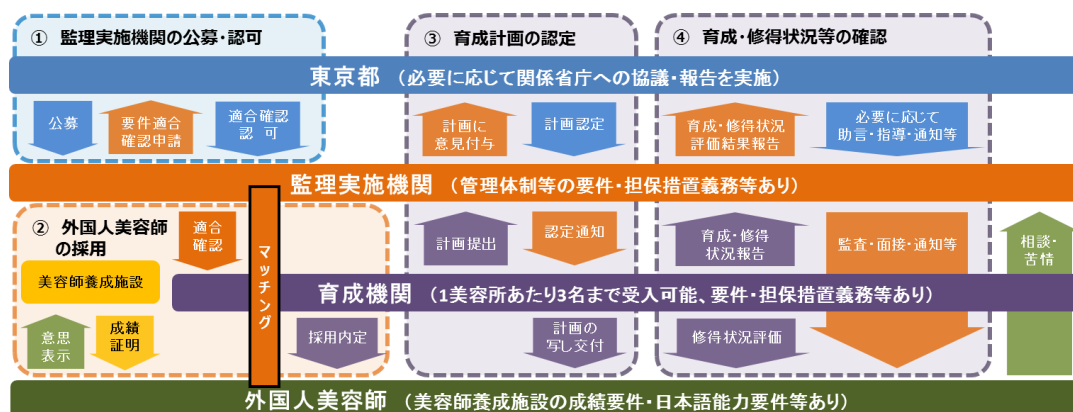 ① 監理実施機関の公募・認可
③ 育成計画の認定
④ 育成・修得状況等の確認
東京都 （必要に応じて関係省庁への協議・報告を実施）
公募
要件適合
確認申請
適合確認
認 可
計画に
意見付与
計画認定
育成・修得状況
評価結果報告
必要に応じて
助言・指導・通知等
監理実施機関 （管理体制等の要件・担保措置義務等あり）
② 外国人美容師
の採用
適合
確認
マッチング
計画提出
認定通知
育成・修得
状況報告
監査・面接・通知等
相談・
苦情
美容師養成施設
育成機関 （1美容所あたり3名まで受入可能、要件・担保措置義務等あり）
意思
表示
成績
証明
採用内定
計画の
写し交付
修得状況評価
外国人美容師 （美容師養成施設の成績要件・日本語能力要件等あり）